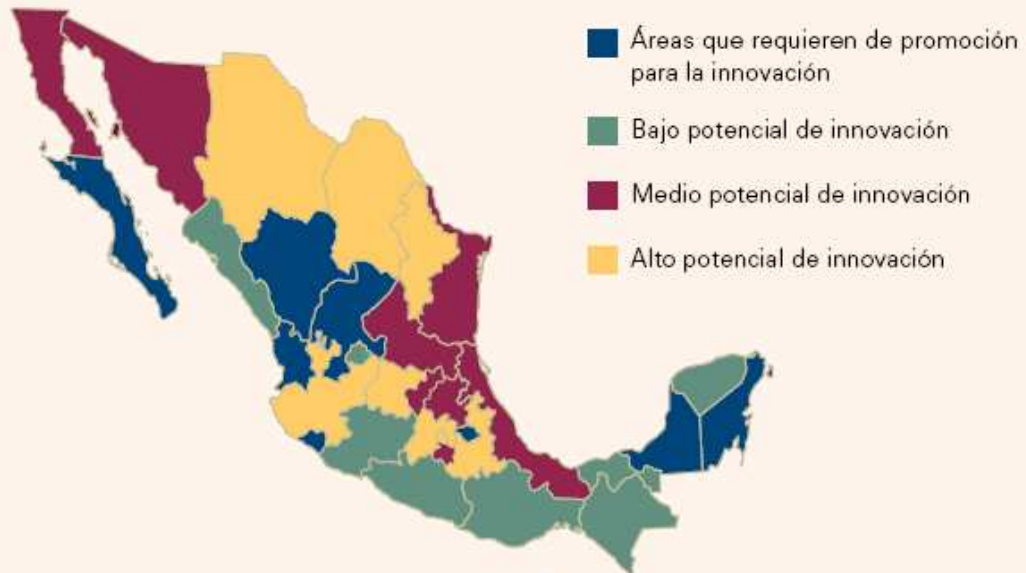 Áreas que requieren de promoción
para la innovación
Bajo potencial de innovación
Medio potencial de innovación
Alto potencial de innovación